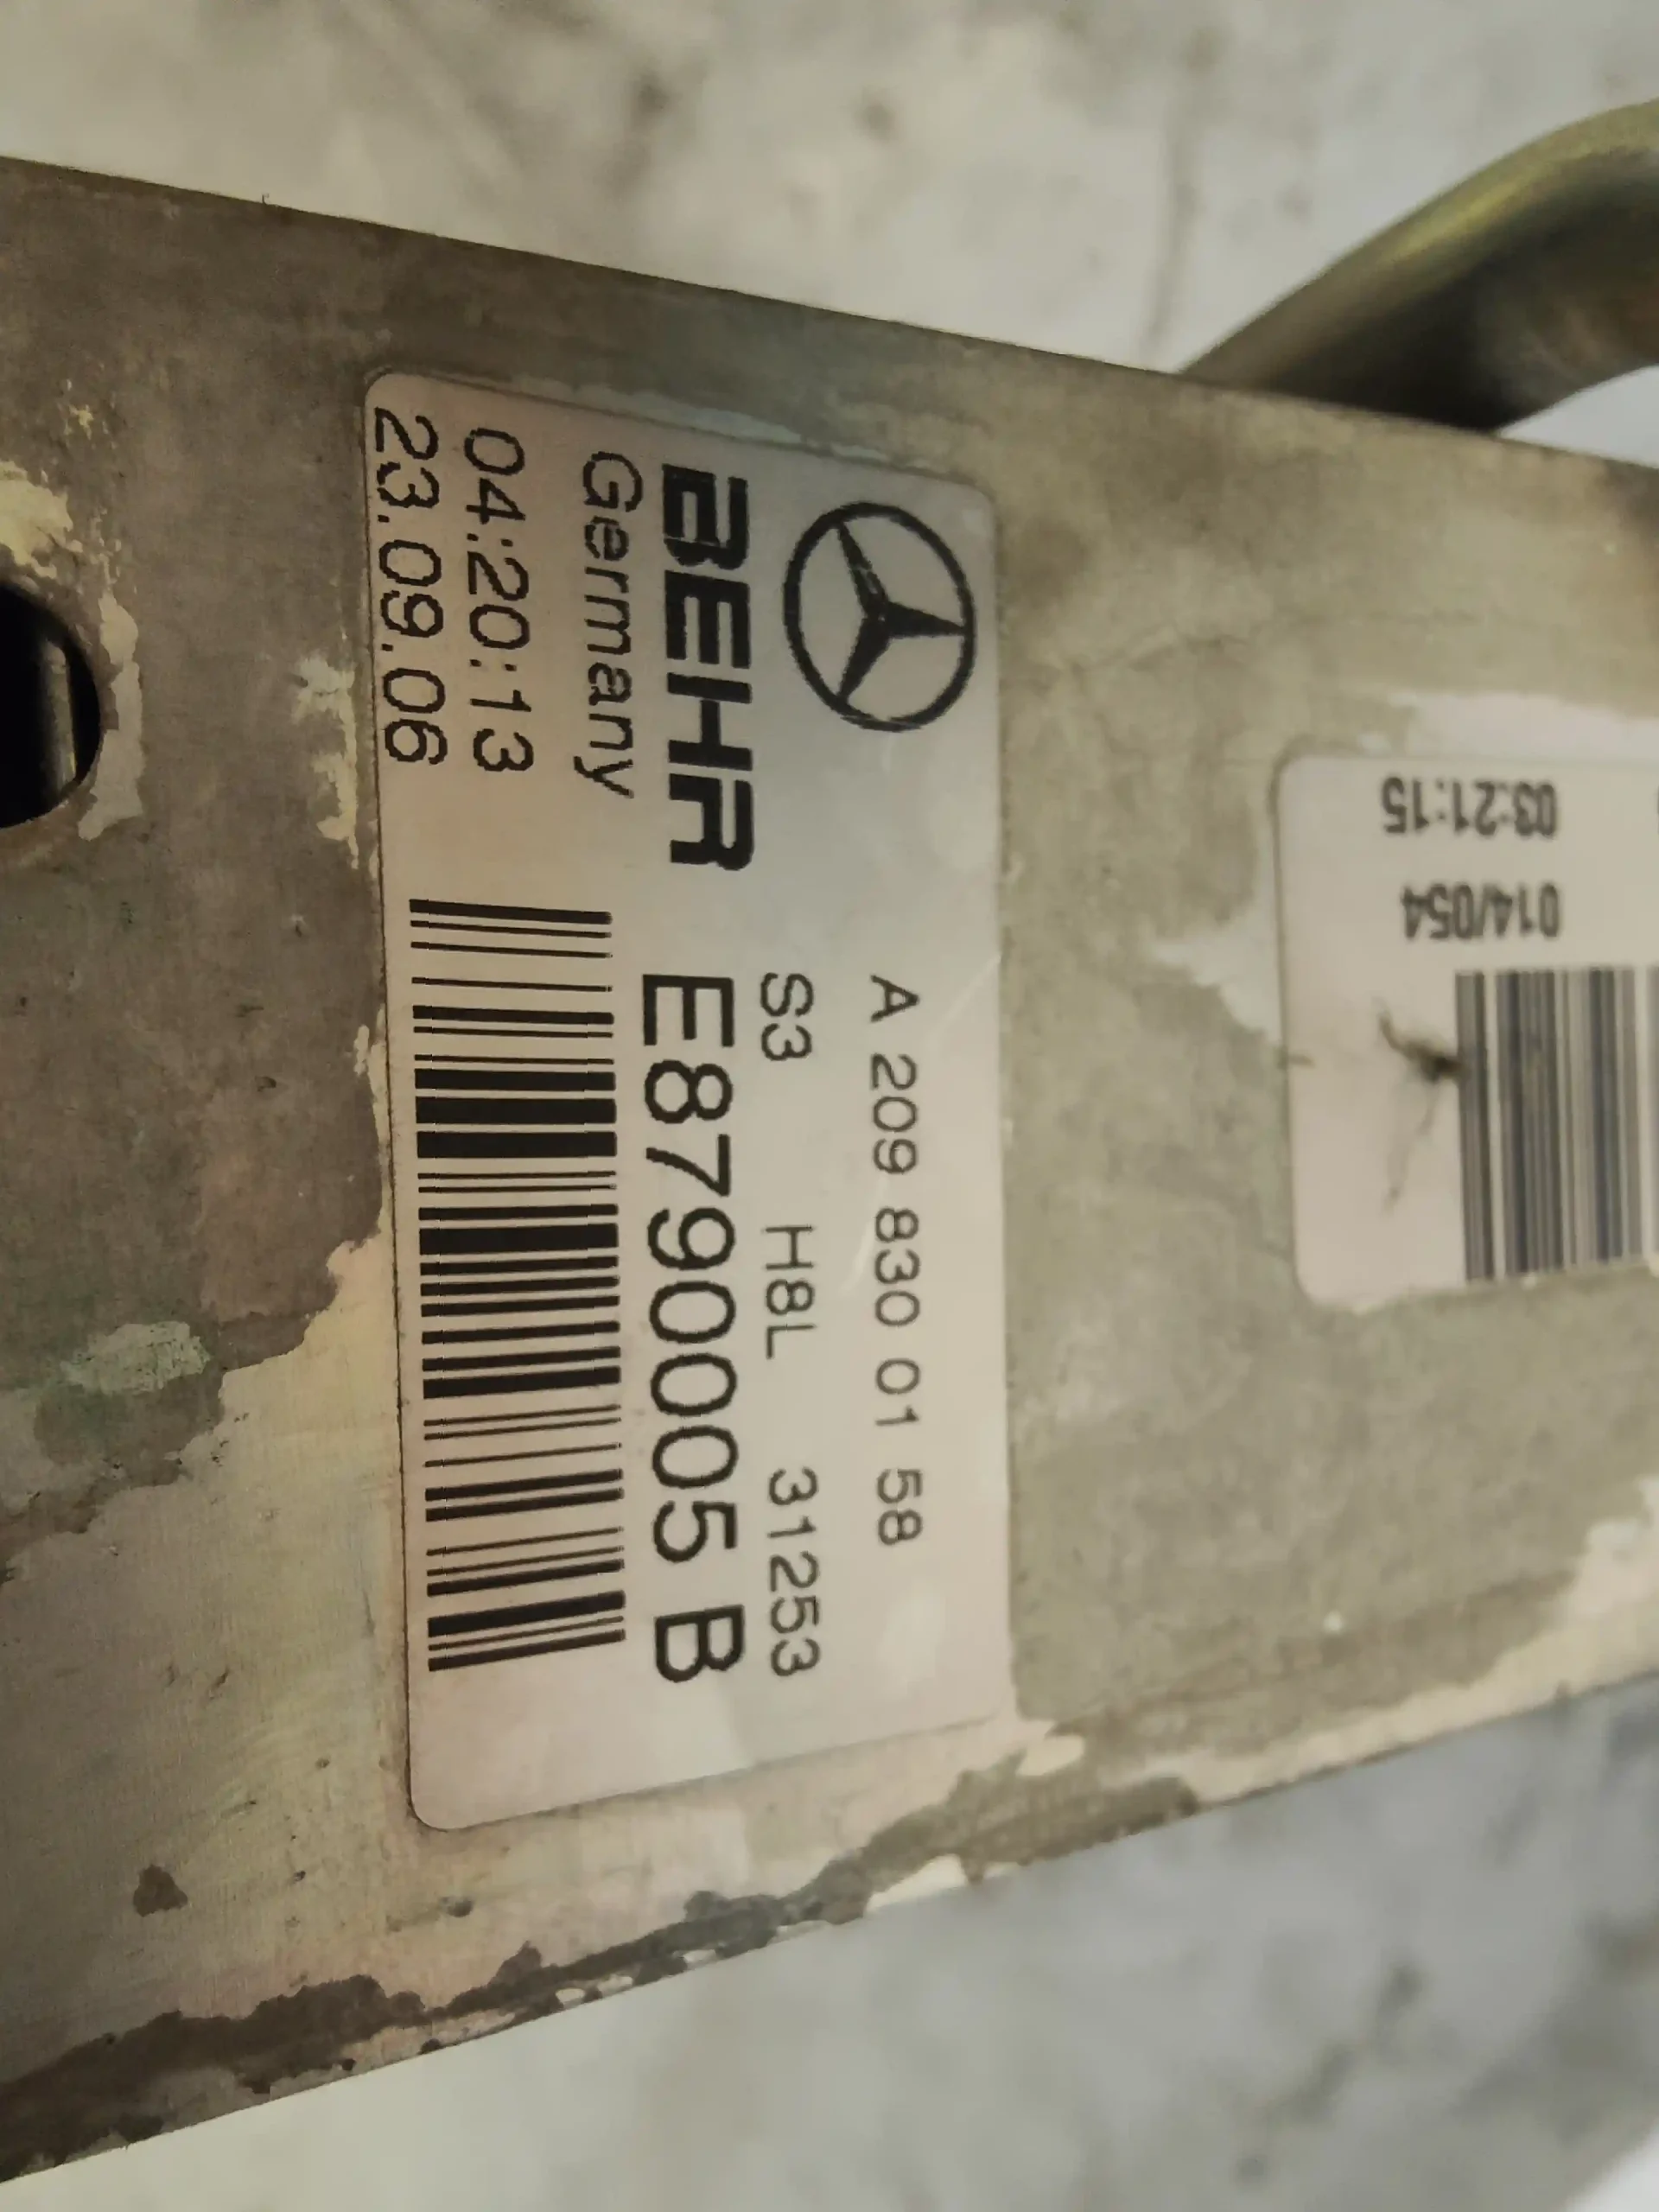 A 209 830 01 58
BEHR
S3 H8L 31253
Germany
E8790005 B
04:20:13
23.09.06
03:21:15
014/054